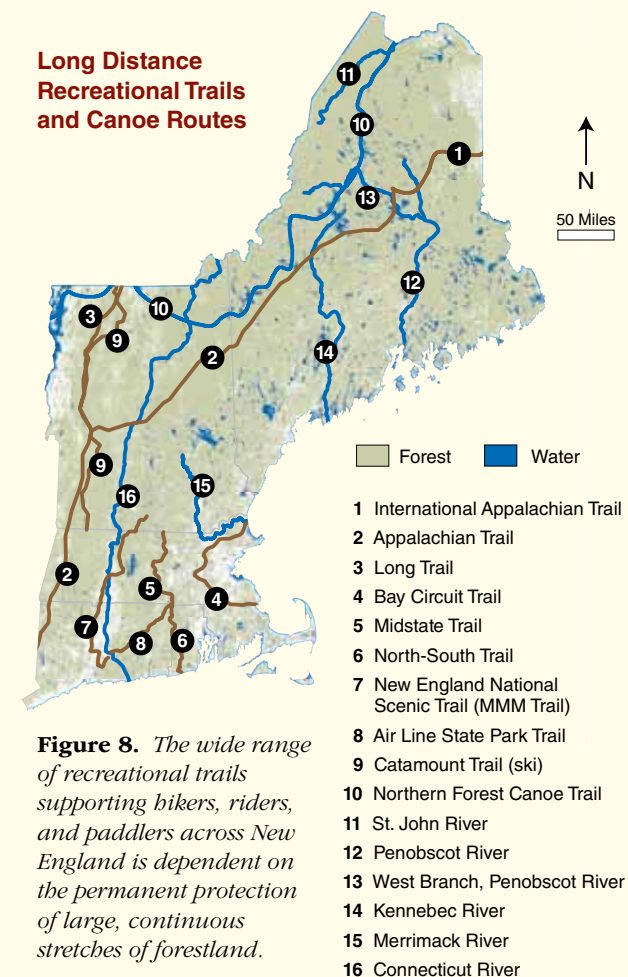 Long Distance
Recreational Trails
and Canoe Routes
11
10
1
N
50 Miles
13
12
3
10
9
2
14
9
15
16
2
5
4
7
8
6
Forest
Water
1 International Appalachian Trail
2 Appalachian Trail
3 Long Trail
4 Bay Circuit Trail
5 Midstate Trail
6 North-South Trail
7 New England National
Scenic Trail (MMM Trail)
8 Air Line State Park Trail
9 Catamount Trail (ski)
10 Northern Forest Canoe Trail
11 St. John River
12 Penobscot River
13 West Branch, Penobscot River
14 Kennebec River
15 Merrimack River
16 Connecticut River
Figure 8. The wide range
of recreational trails
supporting hikers, riders,
and paddlers across New
England is dependent on
the permanent protection
of large, continuous
stretches of forestland.